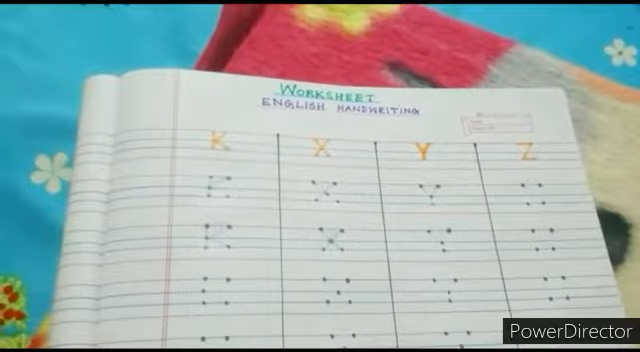 WORKSHEET
ENGLISH HANDWRITING
K X Y Z
K X Y
K X
PowerDirector